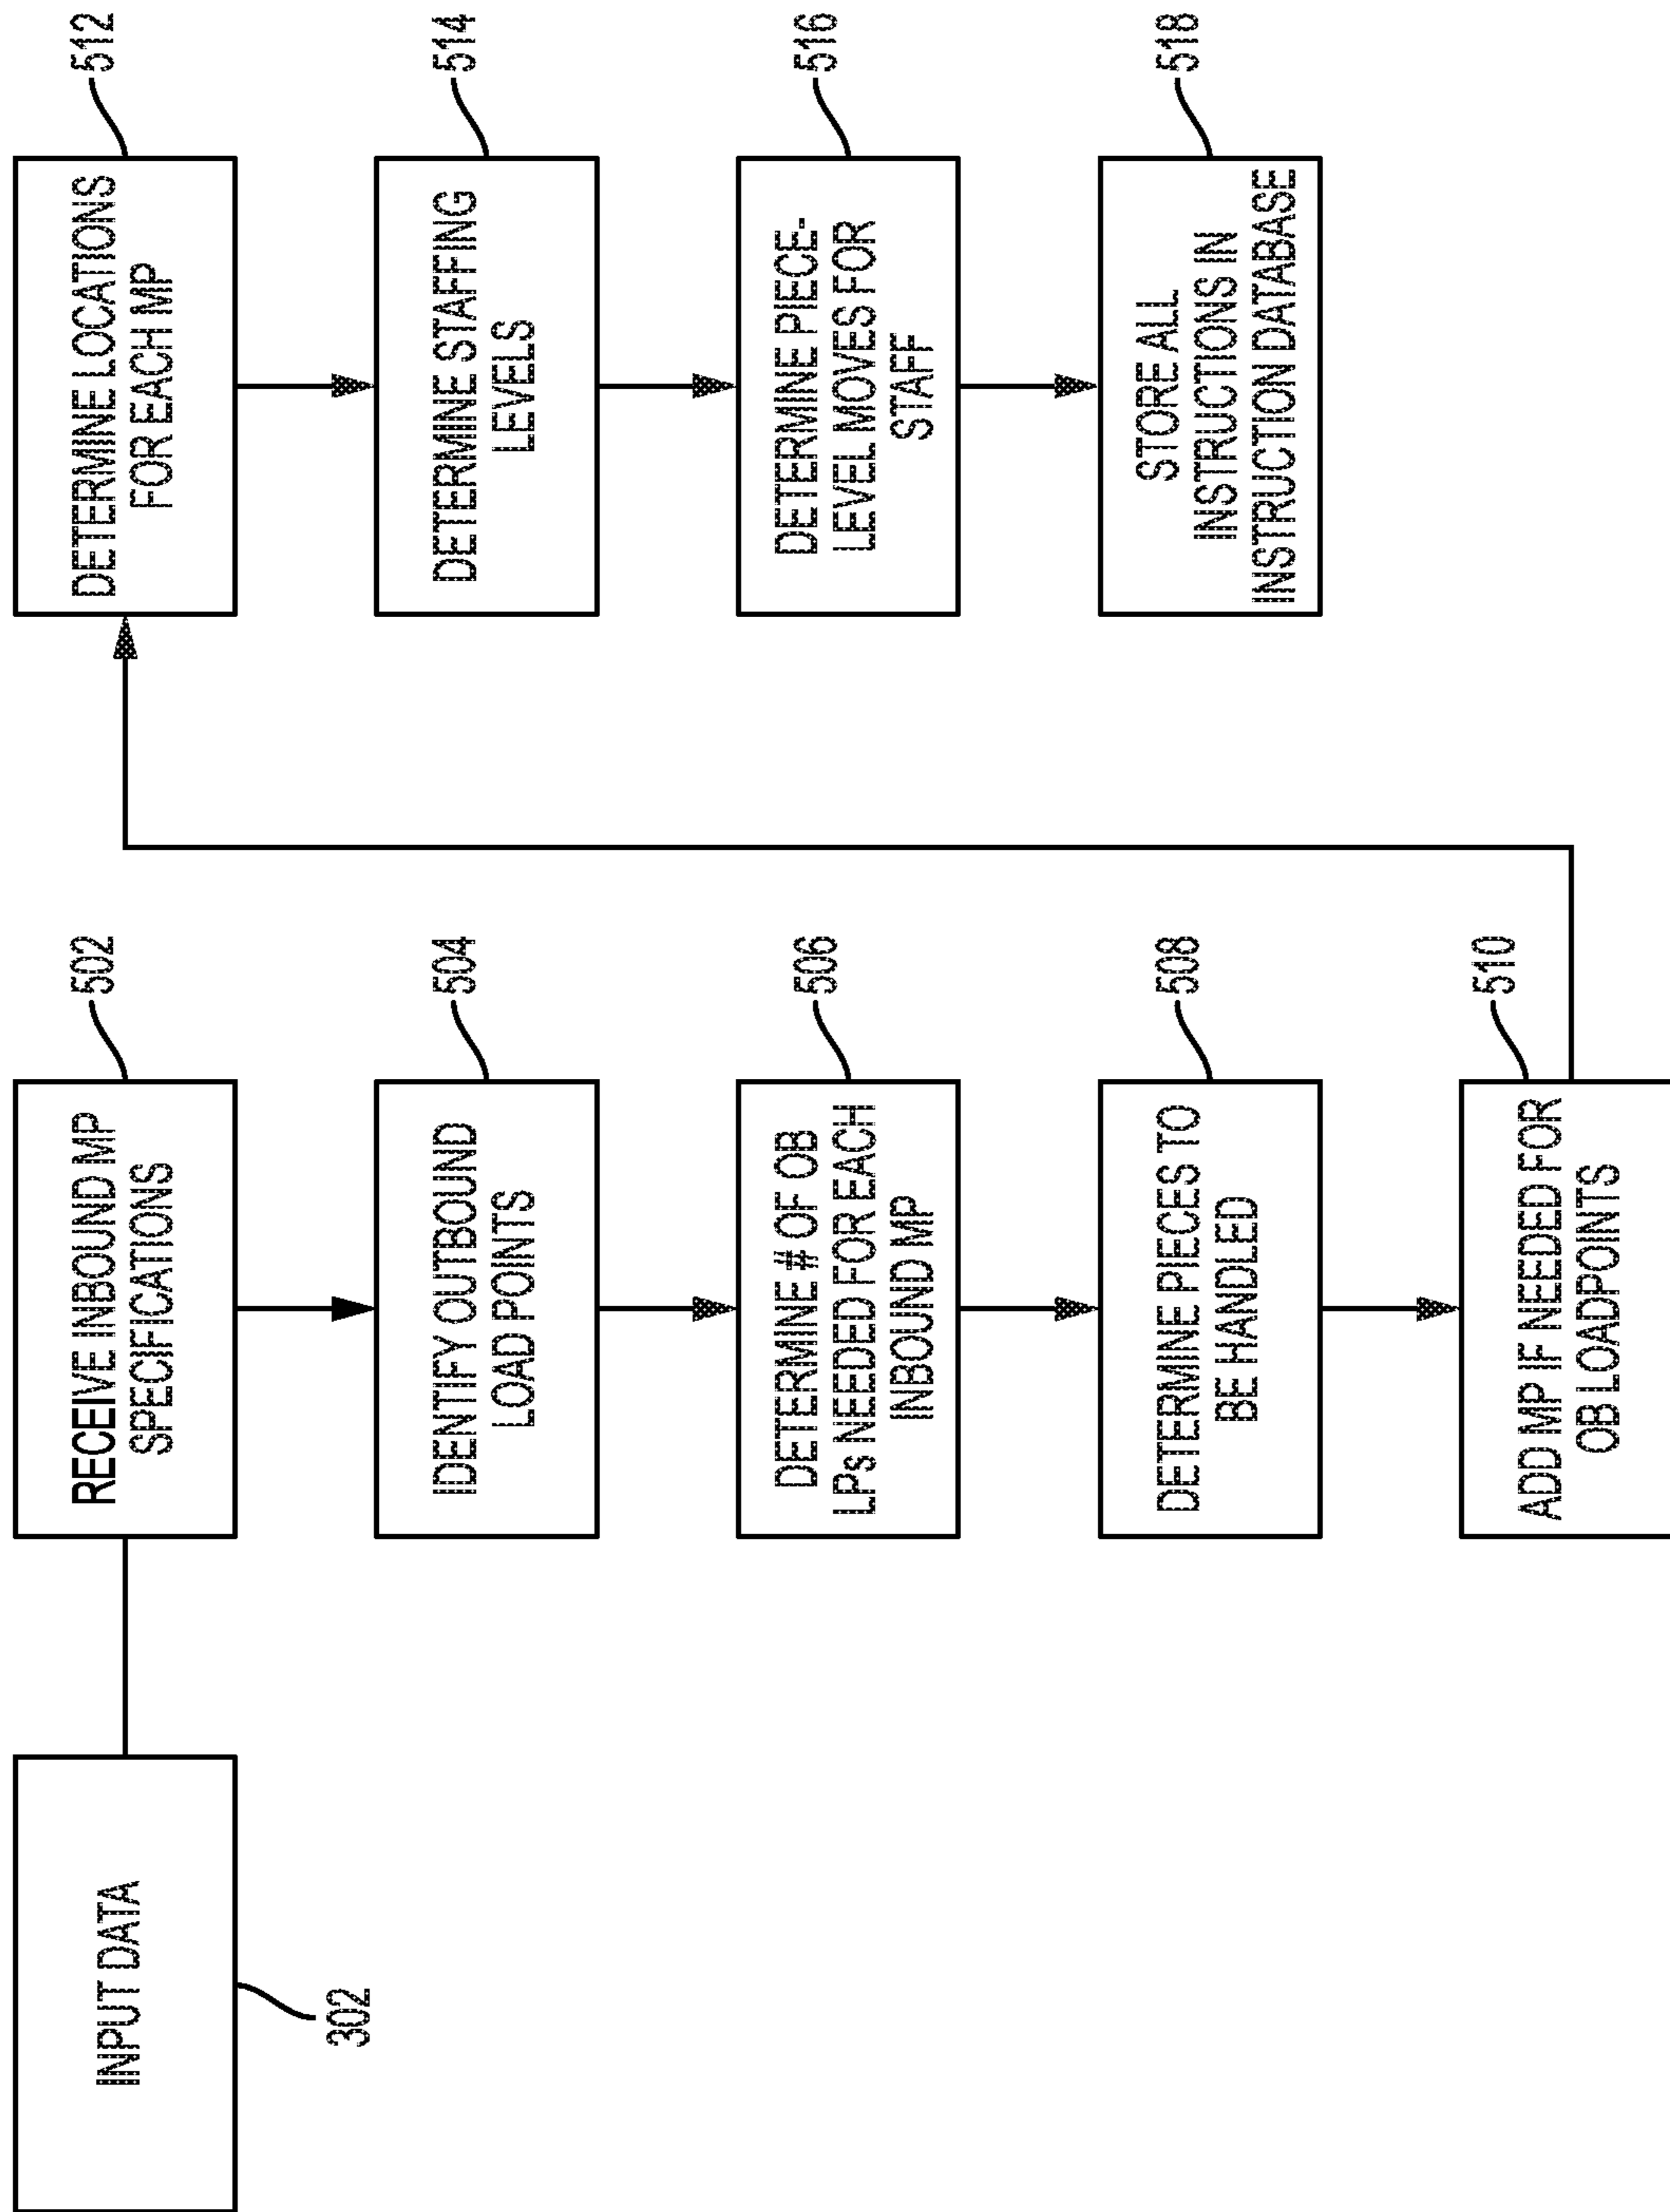 INPUT DATA
302
RECEIVE INBOUND MP
SPECIFICATIONS
502
IDENTIFY OUTBOUND
LOAD POINTS
504
DETERMINE # OF OB
LPs NEEDED FOR EACH
INBOUND MP
506
DETERMINE PIECES TO
BE HANDLED
508
ADD MP IF NEEDED FOR
OB LOADPOINTS
510
DETERMINE LOCATIONS
FOR EACH MP
512
DETERMINE STAFFING
LEVELS
514
DETERMINE PIECE-
LEVEL MOVES FOR
STAFF
516
STORE ALL
INSTRUCTIONS IN
INSTRUCTION DATABASE
518